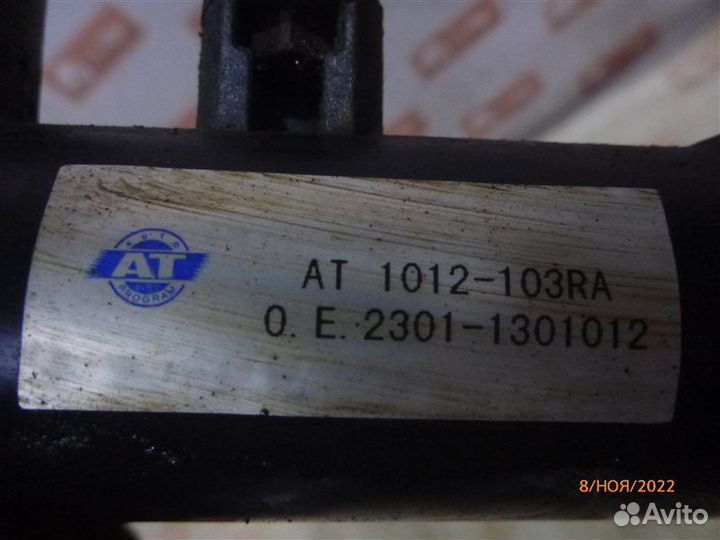 AUTO
AT
PROGRAM
AT 1012-103RA
O. E. 2301-1301012
8/НОЯ/2022
Avito